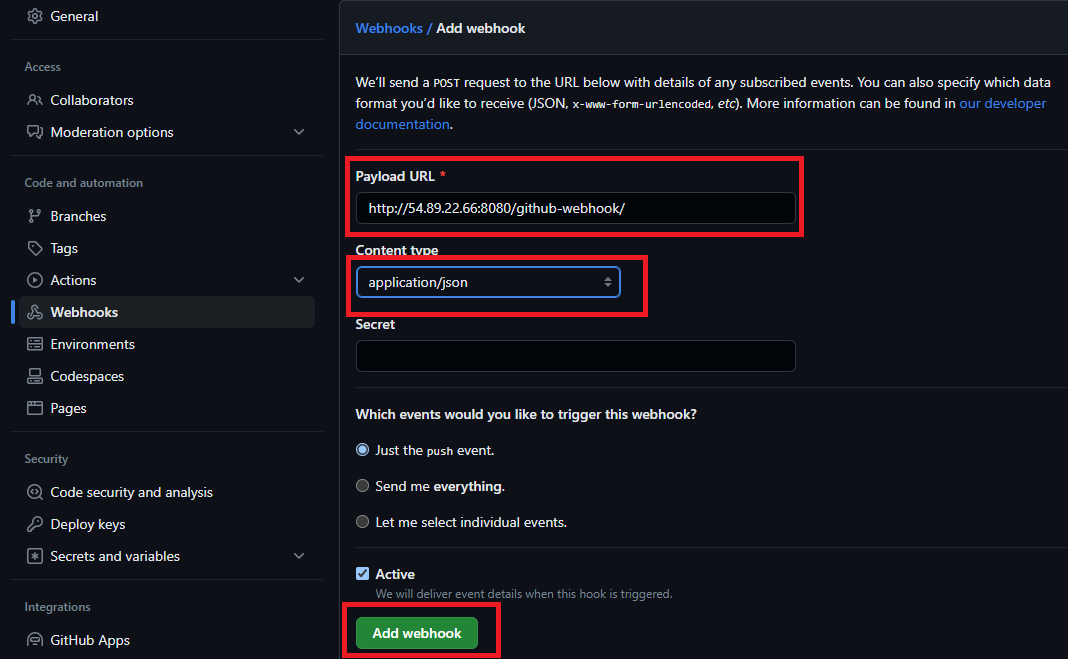 General
Access
Collaborators
Moderation options
Code and automation
Branches
Tags
Actions
Webhooks
Environments
Codespaces
Pages
Security
Code security and analysis
Deploy keys
Secrets and variables
Integrations
GitHub Apps
Webhooks / Add webhook
We’ll send a POST request to the URL below with details of any subscribed events. You can also specify which data
format you’d like to receive (JSON, x-www-form-urlencoded, etc). More information can be found in our developer
documentation.
Payload URL *
http://54.89.22.66:8080/github-webhook/
Content type
application/json
Secret
Which events would you like to trigger this webhook?
Just the push event.
Send me everything.
Let me select individual events.
Active
We will deliver event details when this hook is triggered.
Add webhook